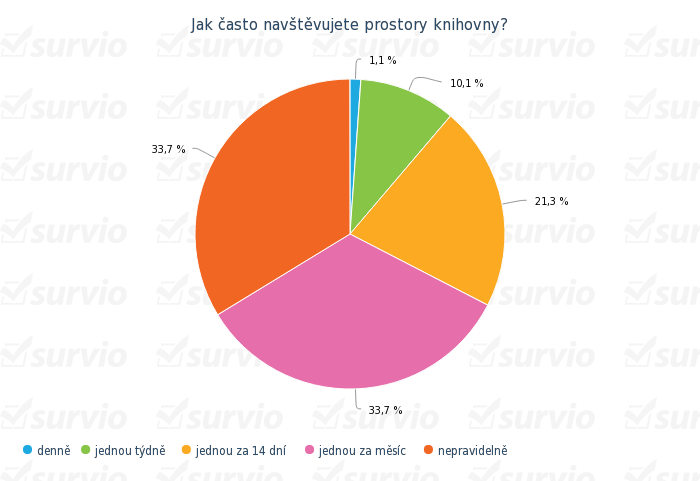 Jak často navštěvujete prostory knihovny?
1,1 %
10,1 %
33,7 %
21,3 %
33,7 %
denně jednou týdně jednou za 14 dní jednou za měsíc nepravidelně
survio